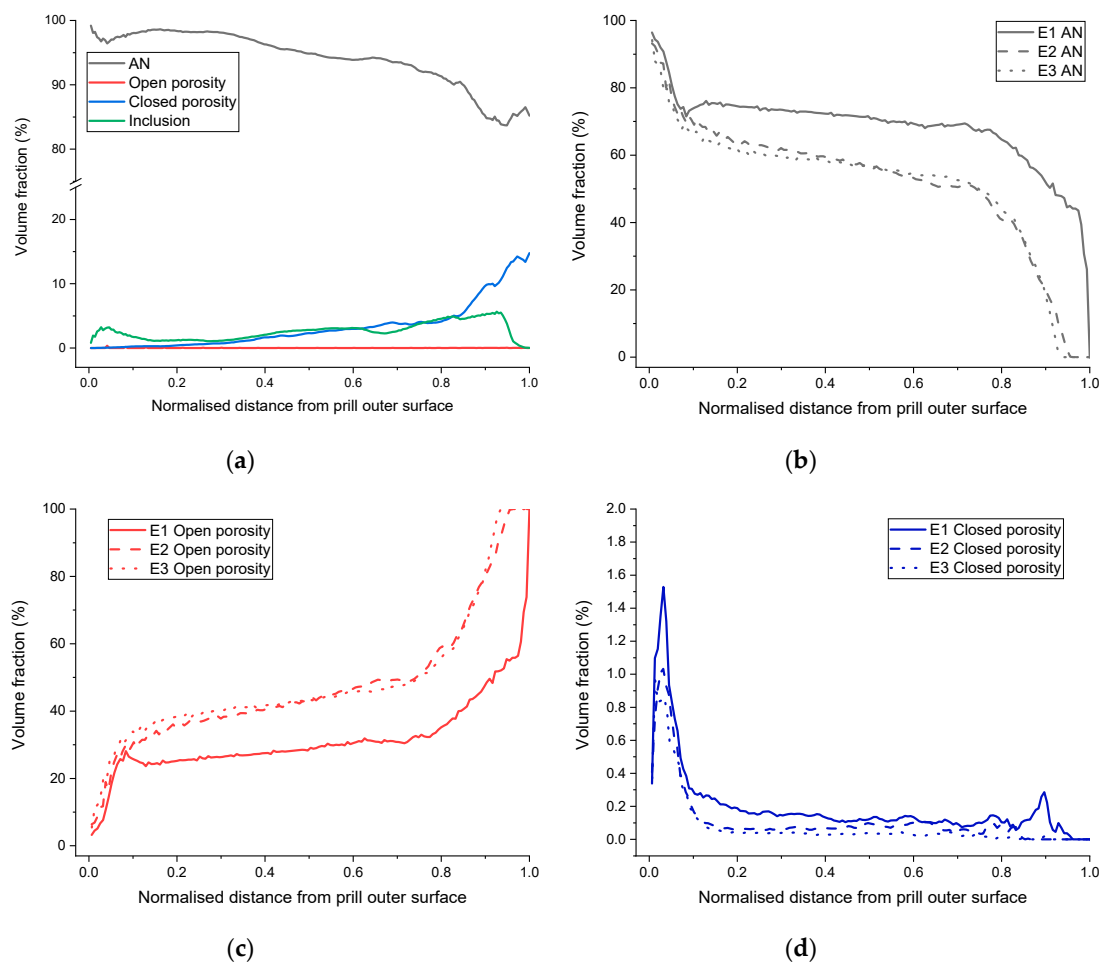 100
90
80
20
10
0
Volume fraction (%)
AN
Open porosity
Closed porosity
Inclusion
0.0 0.2 0.4 0.6 0.8 1.0
Normalised distance from prill outer surface
(a)
100
80
60
40
60
0
Volume fraction (%)
E1 AN
E2 AN
E3 AN
0.0 0.2 0.4 0.6 0.8 1.0
Normalised distance from prill outer surface
(b)
100
80
60
40
20
0
Volume fraction (%)
E1 Open porosity
E2 Open porosity
E3 Open porosity
0.0 0.2 0.4 0.6 0.8 1.0
Normalised distance from prill outer surface
(c)
2.0
1.8
1.6
1.4
1.2
1.0
0.8
0.6
0.4
0.2
0.0
Volume fraction (%)
E1 Closed porosity
E2 Closed porosity
E3 Closed porosity
0.0 0.2 0.4 0.6 0.8 1.0
Normalised distance from prill outer surface
(d)